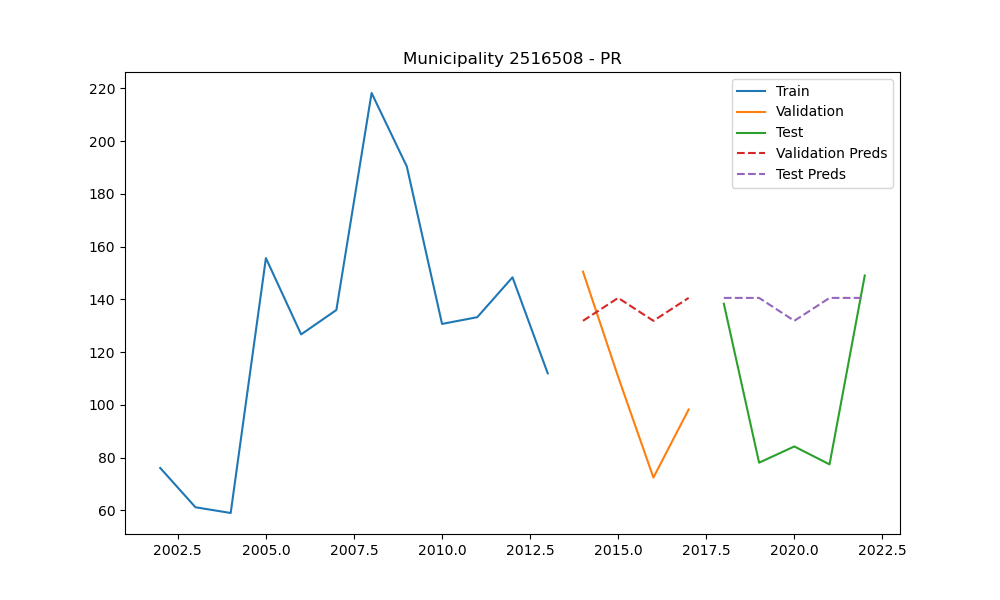 Municipality 2516508 - PR
220
200
180
160
140
120
100
80
60
Train
Validation
Test
Validation Preds
Test Preds
2002.5 2005.0 2007.5 2010.0 2012.5 2015.0 2017.5 2020.0 2022.5